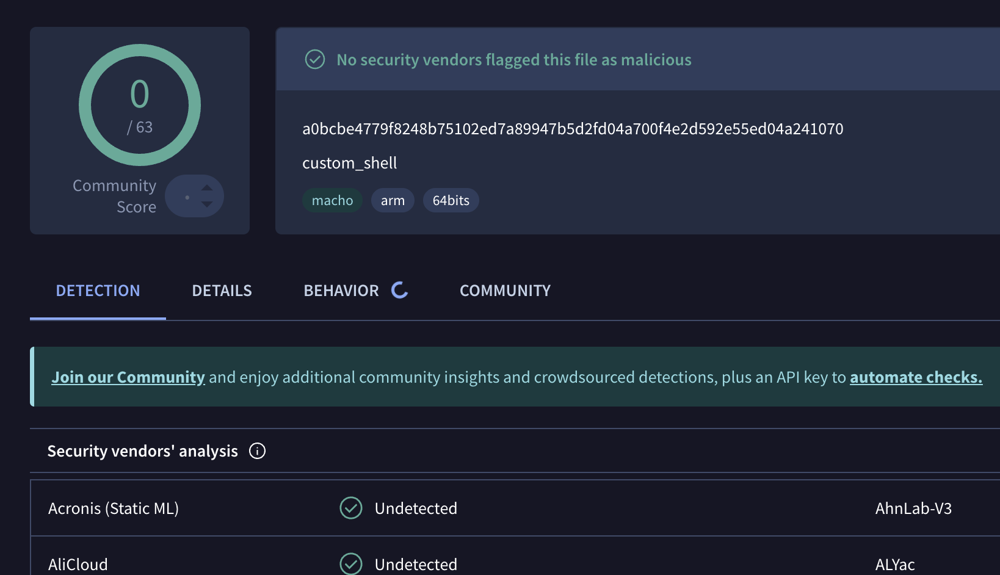 0
/ 63
Community
Score
No security vendors flagged this file as malicious
a0bcbe4779f8248b75102ed7a89947b5d2fd04a700f4e2d592e55ed04a241070
custom_shell
macho arm 64bits
DETECTION DETAILS BEHAVIOR COMMUNITY
Join our Community and enjoy additional community insights and crowdsourced detections, plus an API key to automate checks.
Security vendors' analysis
Acronis (Static ML) Undetected AhnLab-V3
AliCloud Undetected ALYac